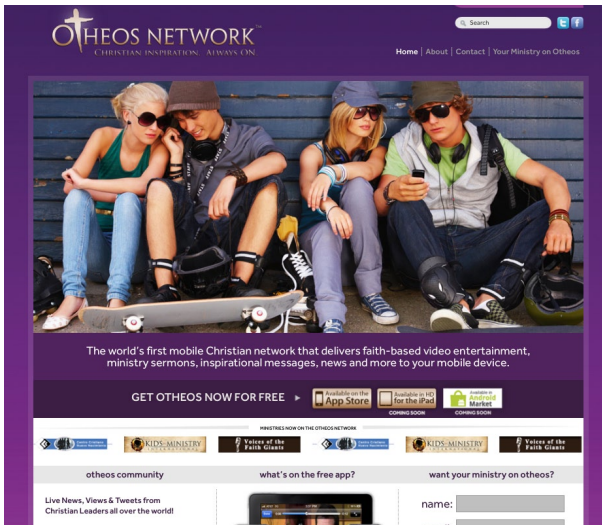 OTHEOS NETWORK
CHRISTIAN INSPIRATION. ALWAYS ON.
Search
Home | About | Contact | Your Ministry on Otheos
The world's first mobile Christian network that delivers faith-based video entertainment,
ministry sermons, inspirational messages, news and more to your mobile device.
GET OTHEOS NOW FOR FREE
Available on the
App Store
Available in HD
for the iPad
Available in
Android
Market
COMING SOON
COMING SOON
MINISTRIES NOW ON THE OTHEOS NETWORK
KIDS-MINISTRY
INTERNATIONAL
Voices of the
Faith Giants
KIDS-MINISTRY
INTERNATIONAL
Voices of the
Faith Giants
otheos community
what's on the free app?
want your ministry on otheos?
Live News, Views & Tweets from
Christian Leaders all over the world!
name: